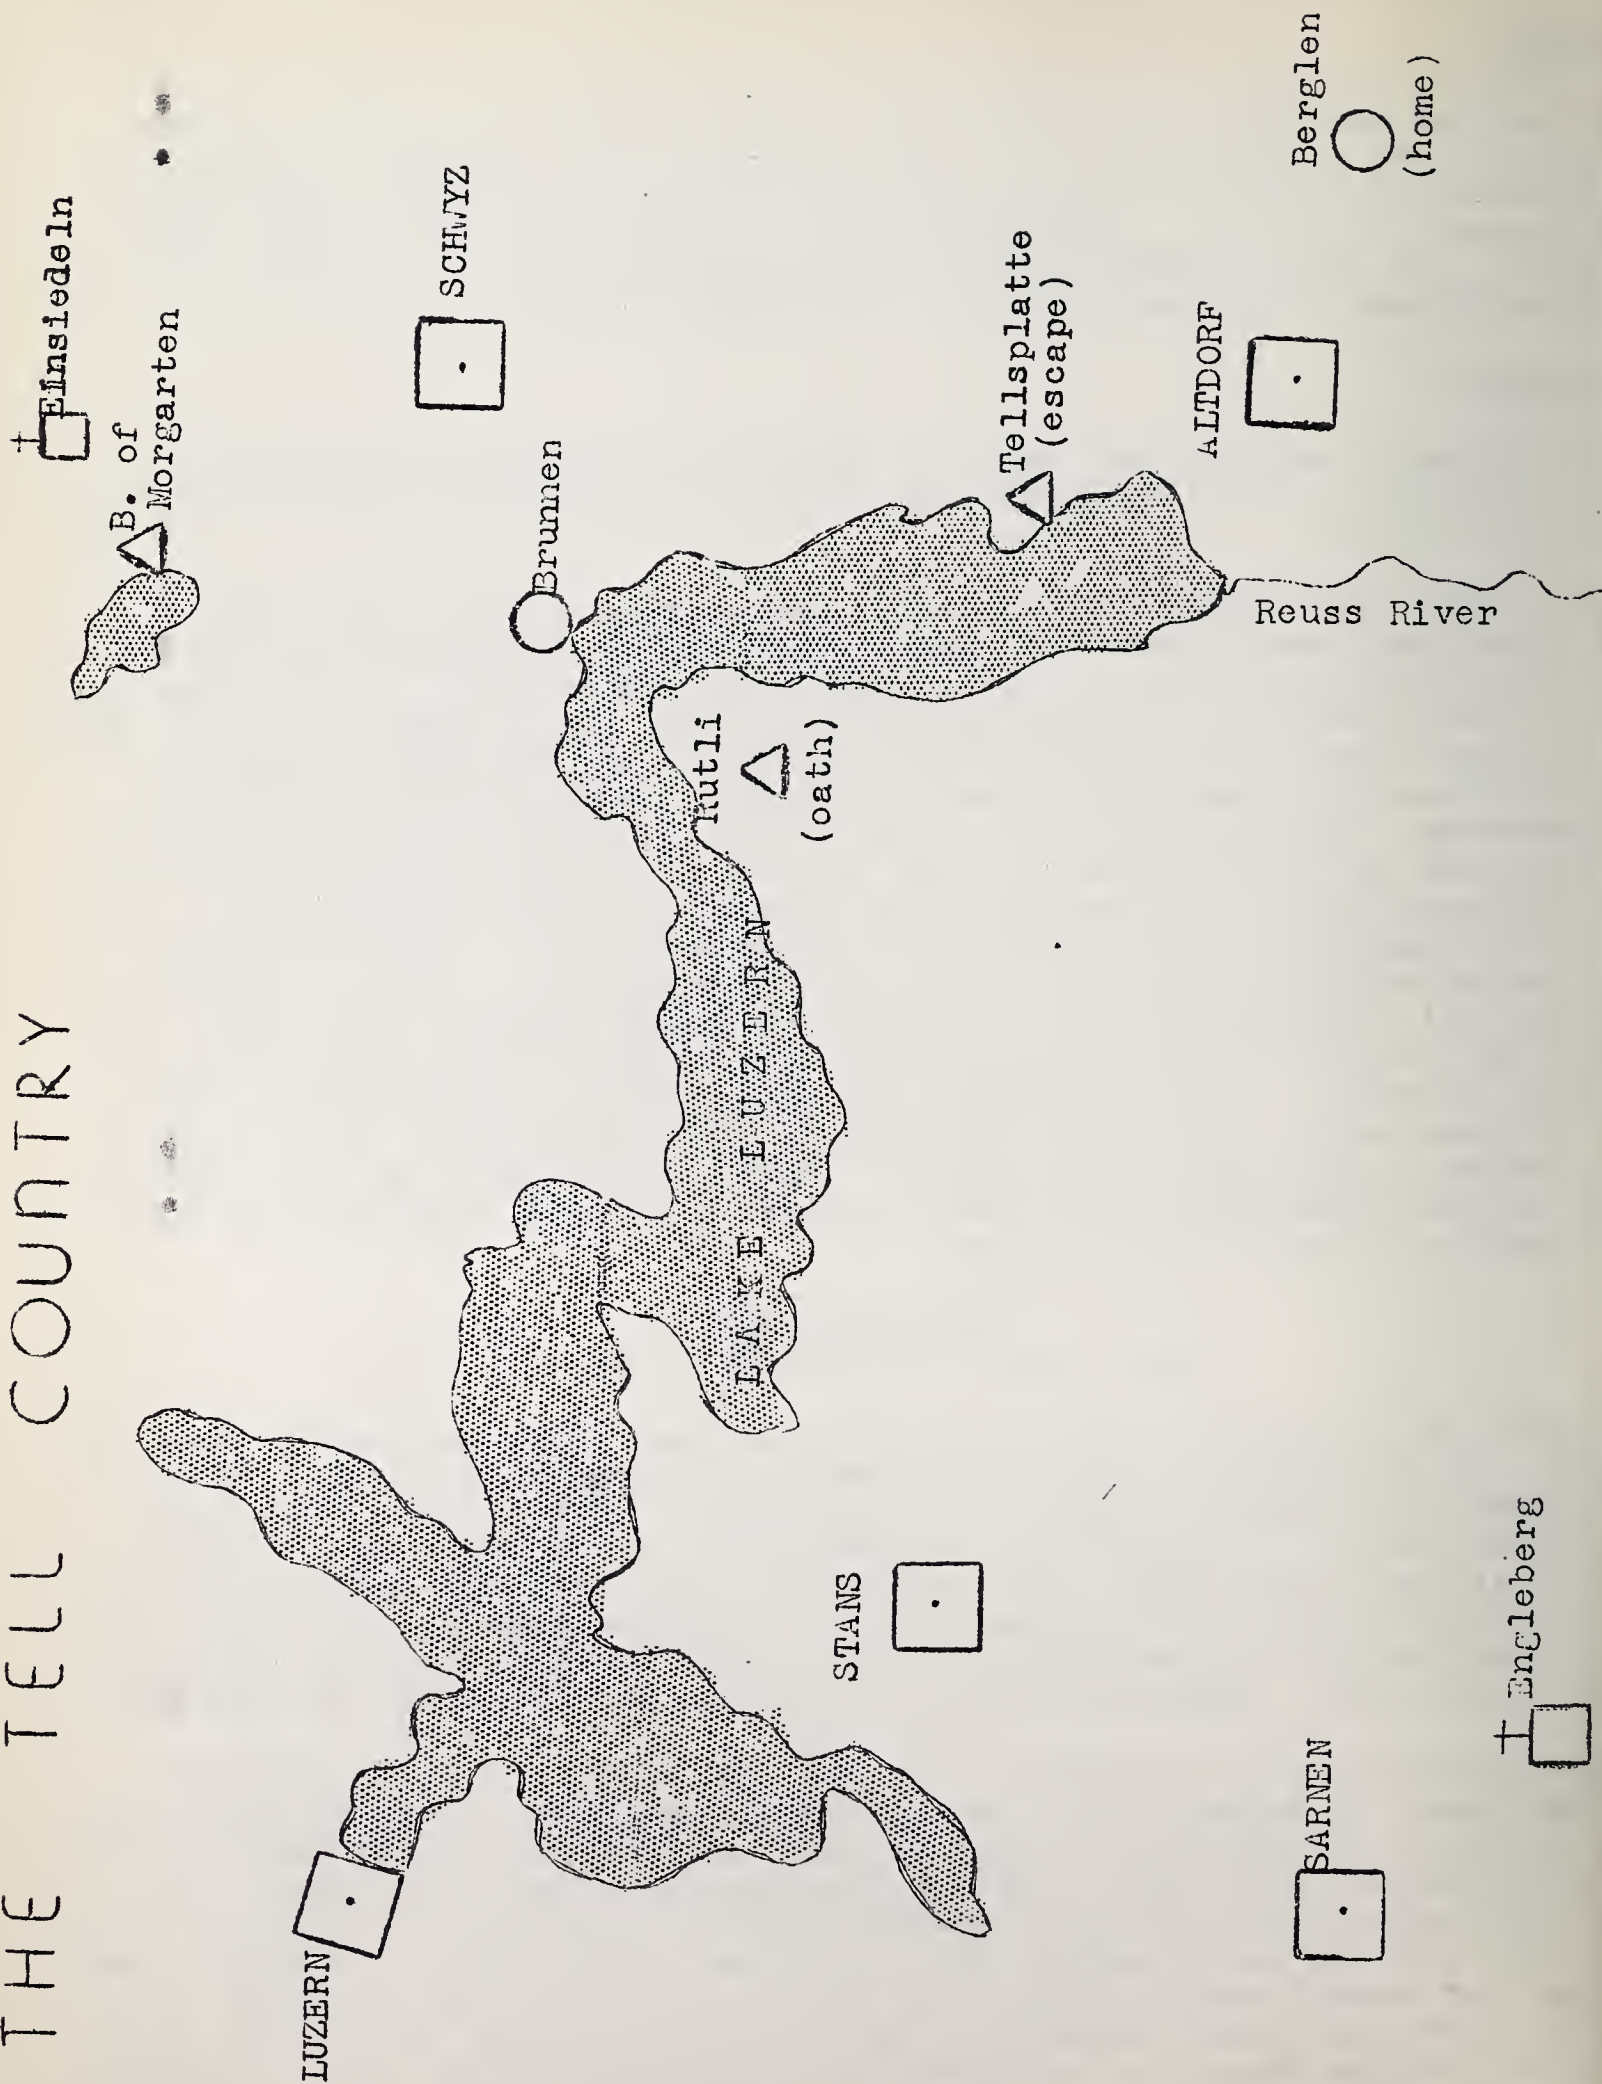 THE TELL COUNTRY
Einsiedeln
B. of
Morgarten
LUZERN
SCHWYZ
Brunnen
Rutli
(oath)
LAKE LUZERN
Tellsplatte
(escape)
STANS
ALTDORF
Reuss River
Berglen
(home)
SARNEN
Engleberg